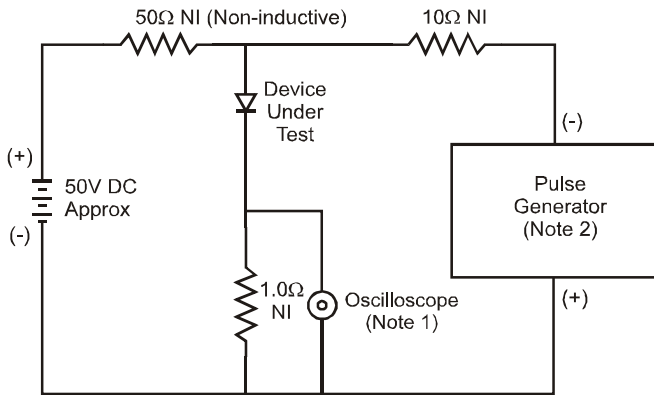 50Ω NI (Non-inductive)
10Ω NI
Device
Under
Test
(+)
50V DC
Approx
(-)
(-)
Pulse
Generator
(Note 2)
(+)
1.0Ω
NI
Oscilloscope
(Note 1)